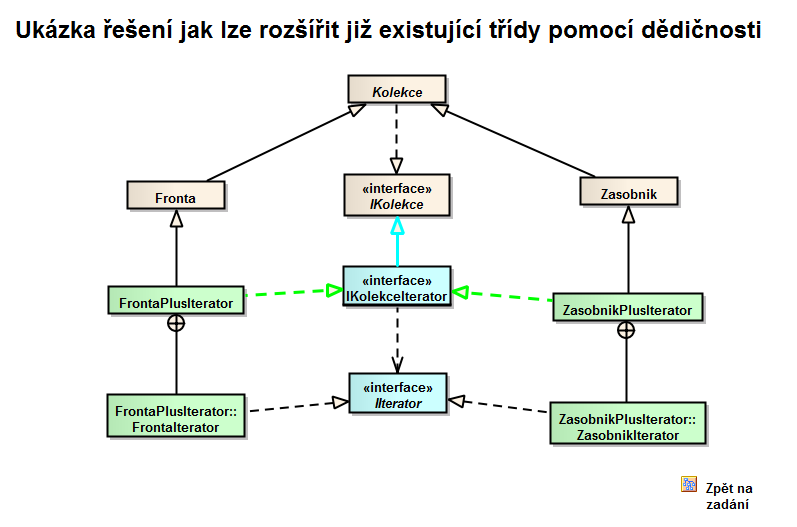 Ukázka řešení jak lze rozšířit již existující třídy pomocí dědičnosti
Kolekce
Fronta
«interface»
IKolekce
Zasobnik
FrontaPlusIterator
«interface»
IKolekceIterator
ZasobnikPlusIterator
FrontaPlusIterator::
FrontaIterator
«interface»
IIterator
ZasobnikPlusIterator::
ZasobnikIterator
Zpět na
zadání